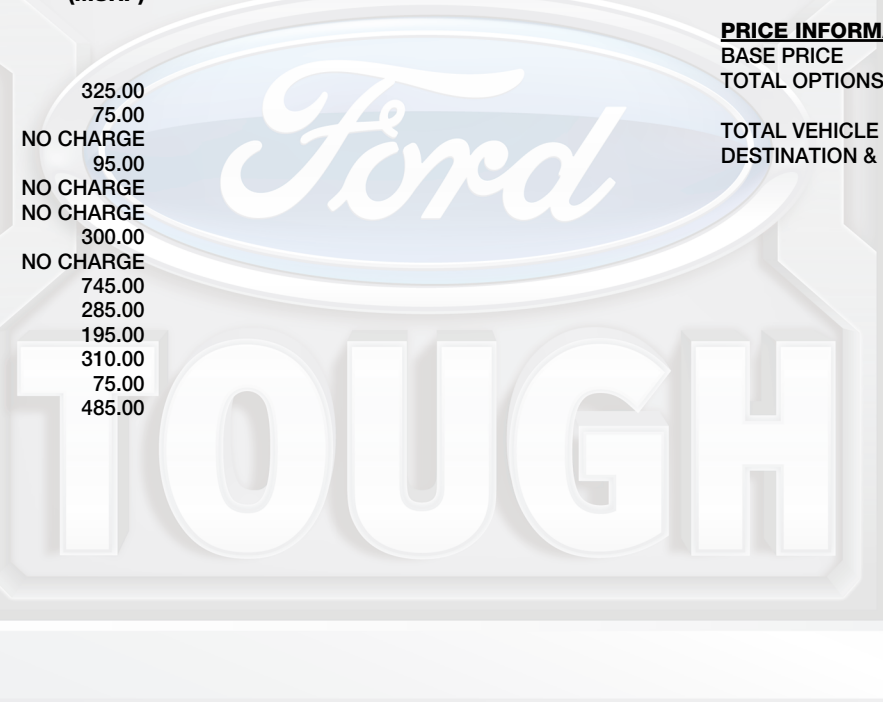 325.00
75.00
NO CHARGE
95.00
NO CHARGE
NO CHARGE
300.00
NO CHARGE
745.00
285.00
195.00
310.00
75.00
485.00
PRICE INFORM
BASE PRICE
TOTAL OPTIONS
TOTAL VEHICLE
DESTINATION &
Ford
TOUGH